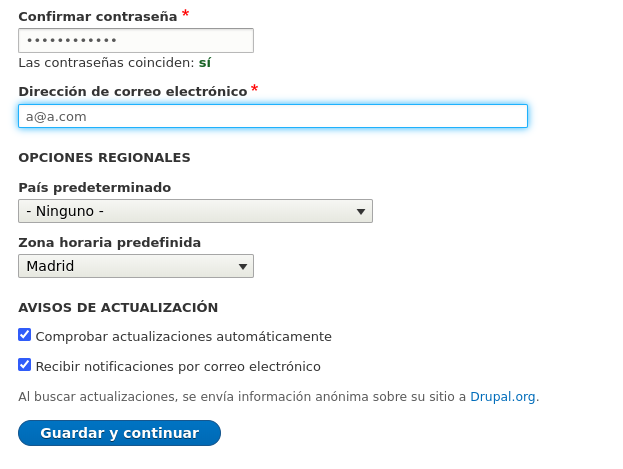 Confirmar contraseña *
••••••••••••
Las contraseñas coinciden: sí
Dirección de correo electrónico *
a@a.com
OPCIONES REGIONALES
País predeterminado
- Ninguno -
Zona horaria predefinida
Madrid
AVISOS DE ACTUALIZACIÓN
Comprobar actualizaciones automáticamente
Recibir notificaciones por correo electrónico
Al buscar actualizaciones, se envía información anónima sobre su sitio a Drupal.org.
Guardar y continuar